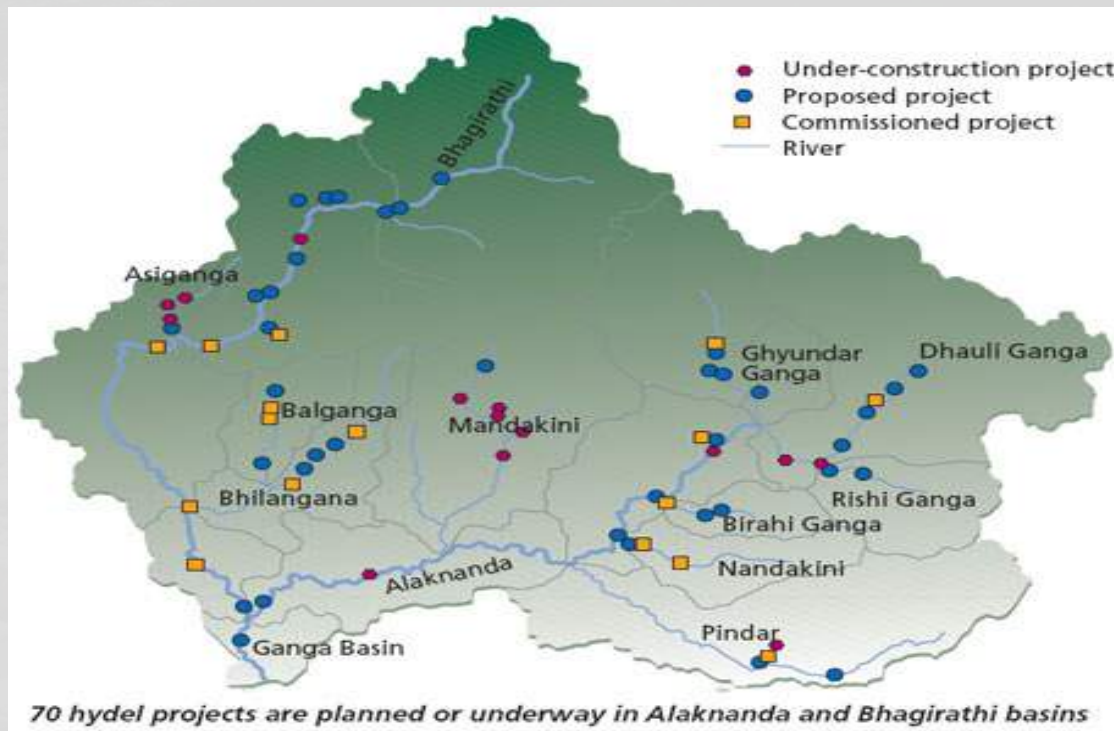 Under-construction project
Proposed project
Commissioned project
River
Bhagirathi
Asiganga
Ghyundar
Ganga
Dhauli Ganga
Balganga
Mandakini
Bhilangana
Rishi Ganga
Birahi Ganga
Alaknanda
Nandakini
Pindar
Ganga Basin
70 hydel projects are planned or underway in Alaknanda and Bhagirathi basins